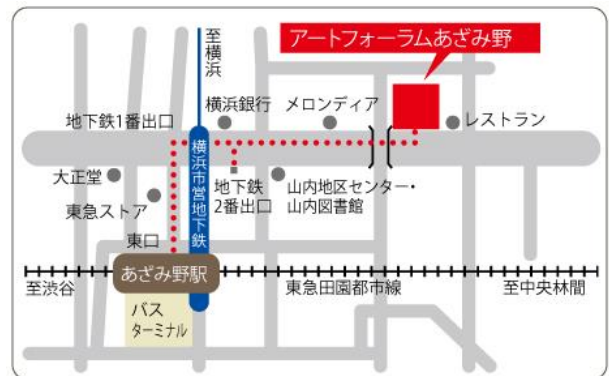 アートフォーラムあざみ野
至横浜
地下鉄1番出口
横浜銀行
メロンディア
レストラン
横浜市営地下鉄
大正堂
東急ストア
地下鉄
2番出口
山内地区センター・
山内図書館
東口
あざみ野駅
至渋谷
東急田園都市線
至中央林間
バス
ターミナル